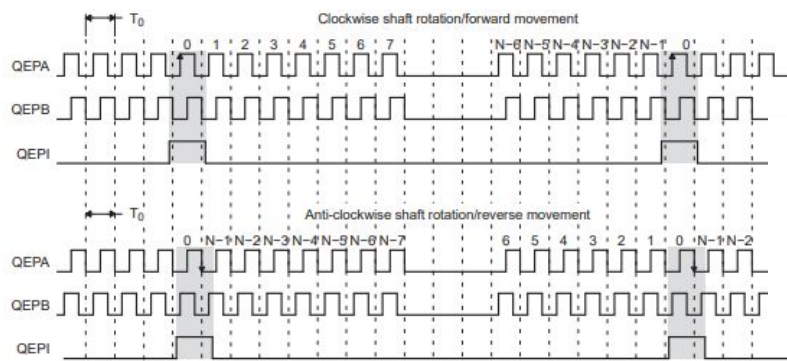 T0 Clockwise shaft rotation/forward movement
0 1 2 3 4 5 6 7 N−6 N−5 N−4 N−3 N−2 N−1 0
QEPA
QEPB
QEPI
T0 Anti-clockwise shaft rotation/reverse movement
0 N−1 N−2 N−3 N−4 N−5 N−6 N−7 6 5 4 3 2 1 0 N−1 N−2
QEPA
QEPB
QEPI